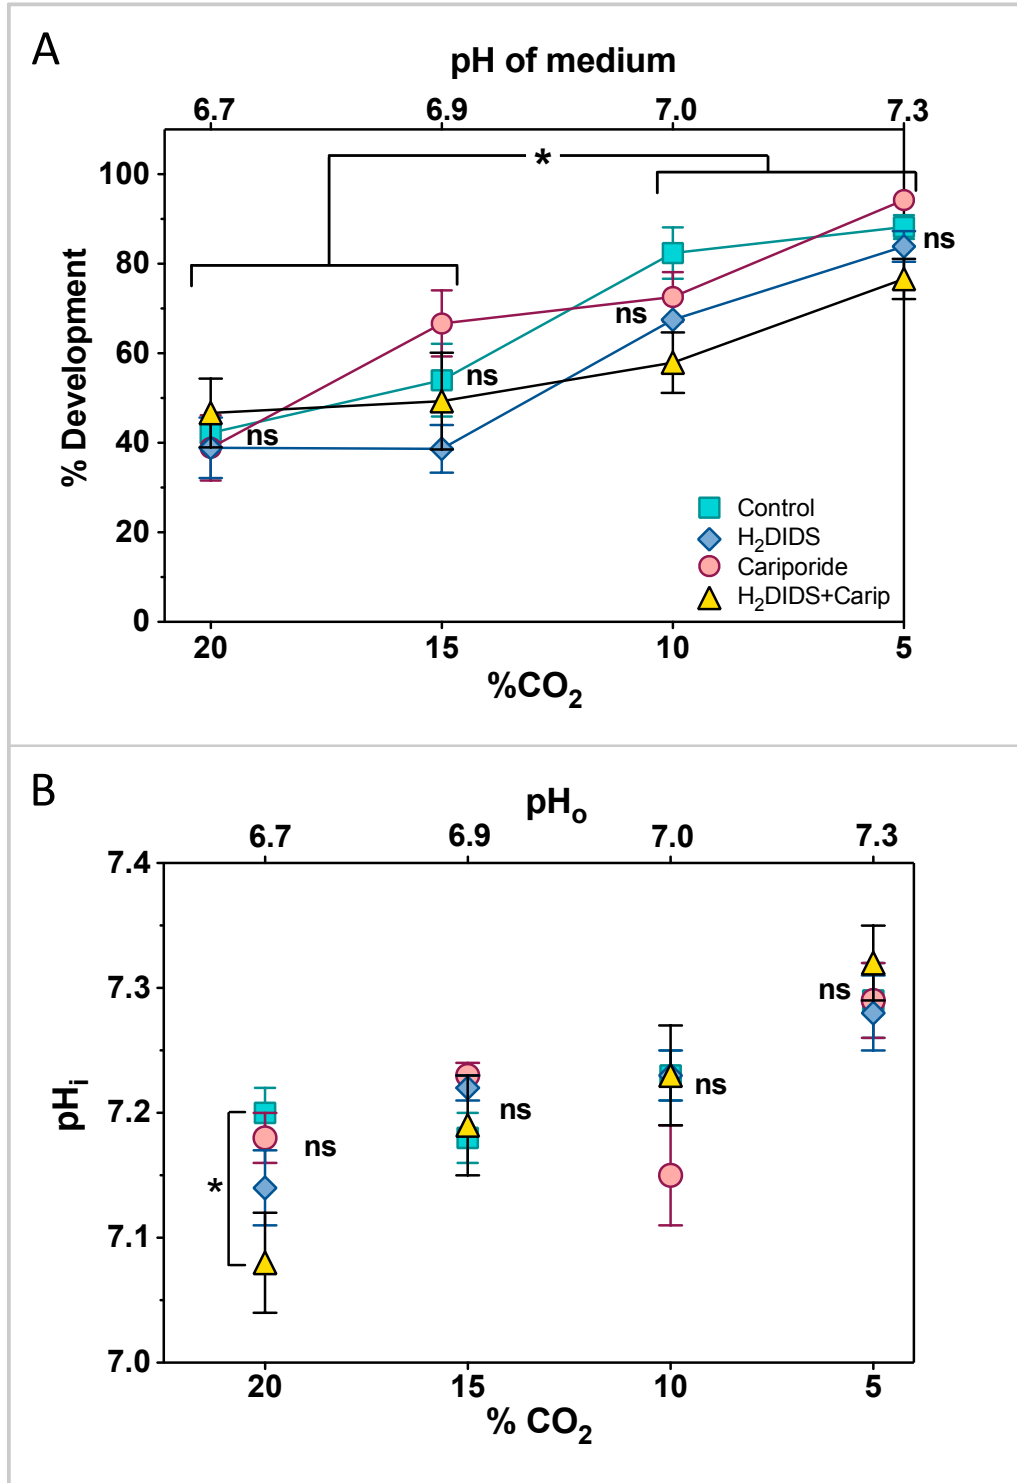 A
pH of medium
6.7 6.9 7.0 7.3
*
100
80
60
40
20
0
% Development
ns
ns
ns
ns
Control
H₂DIDS
Cariporide
H₂DIDS+Carip
20 15 10 5
%CO₂
B
pHₒ
6.7 6.9 7.0 7.3
7.4
7.3
7.2
7.1
7.0
pHᵢ
*
ns
ns
ns
ns
20 15 10 5
% CO₂